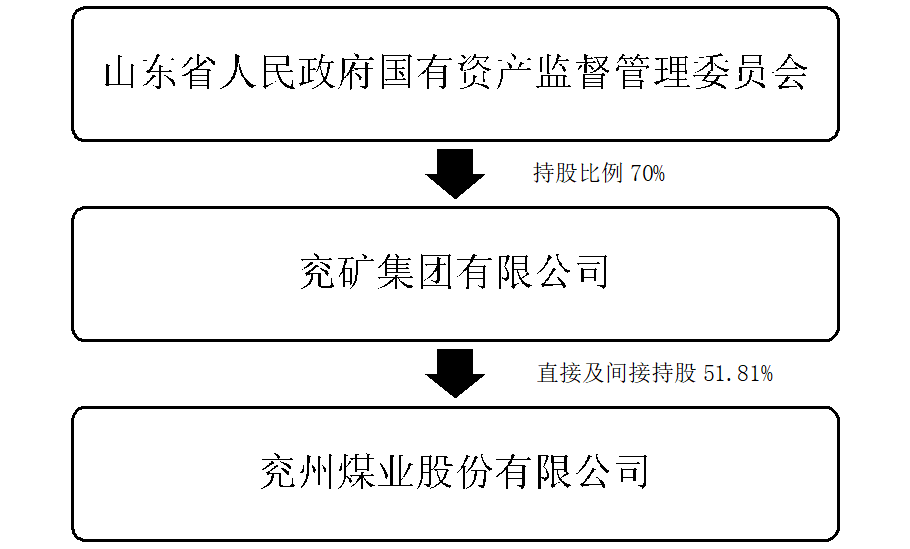 山东省人民政府国有资产监督管理委员会
持股比例 70%
兖矿集团有限公司
直接及间接持股 51.81%
兖州煤业股份有限公司